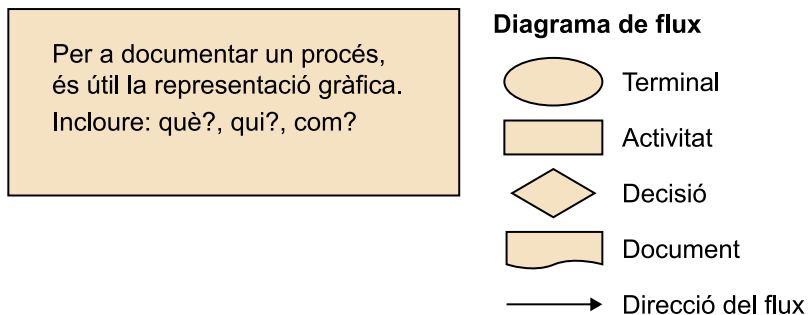 Per a documentar un procés,
és útil la representació gràfica.
Incloure: què?, qui?, com?
Diagrama de flux
Terminal
Activitat
Decisió
Document
Direcció del flux